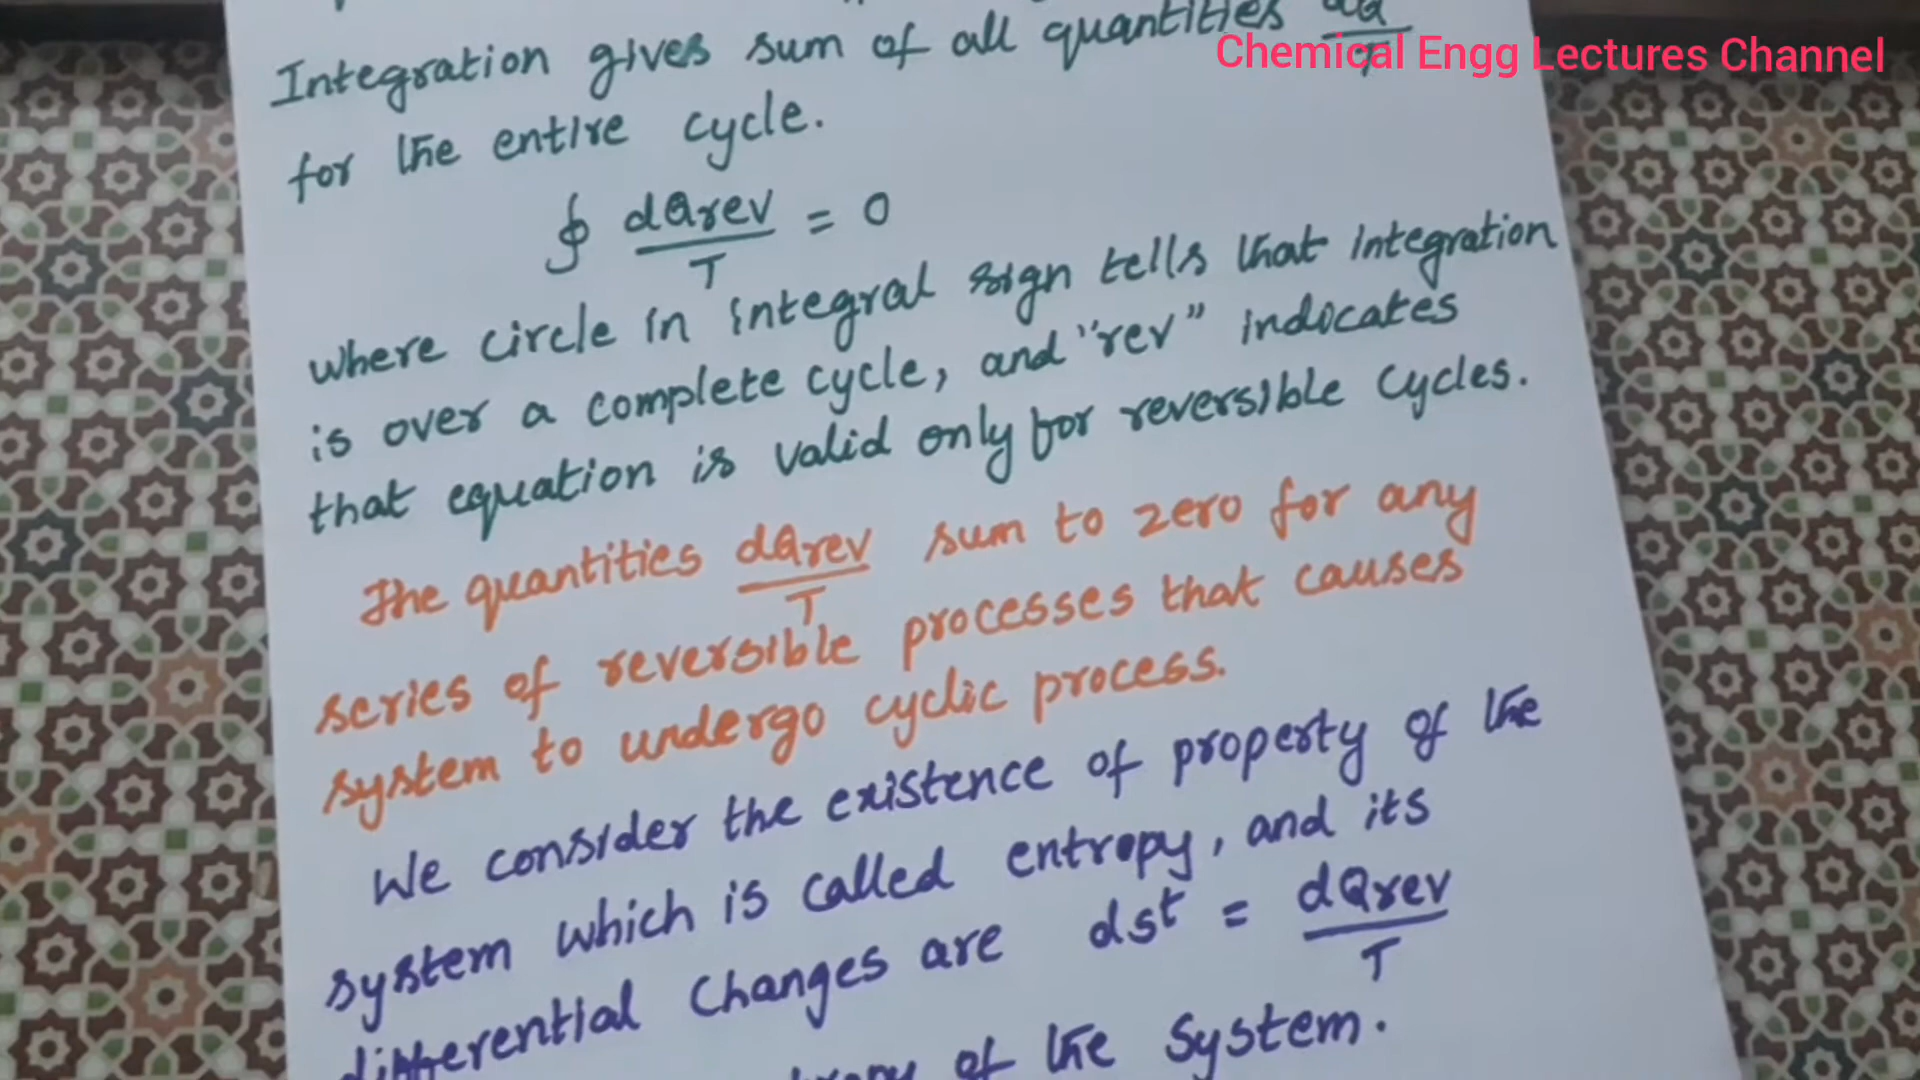 Integration gives sum of all quantities dQ/T
Chemical Engg Lectures Channel
for the entire cycle.
∮ dQrev/T = 0
where circle in integral sign tells that integration
is over a complete cycle, and "rev" indicates
that equation is valid only for reversible cycles.
The quantities dQrev/T sum to zero for any
series of reversible processes that causes
system to undergo cyclic process.
We consider the existence of property of the
system which is called entropy, and its
differential changes are dsᵗ = dQrev/T
of the system.